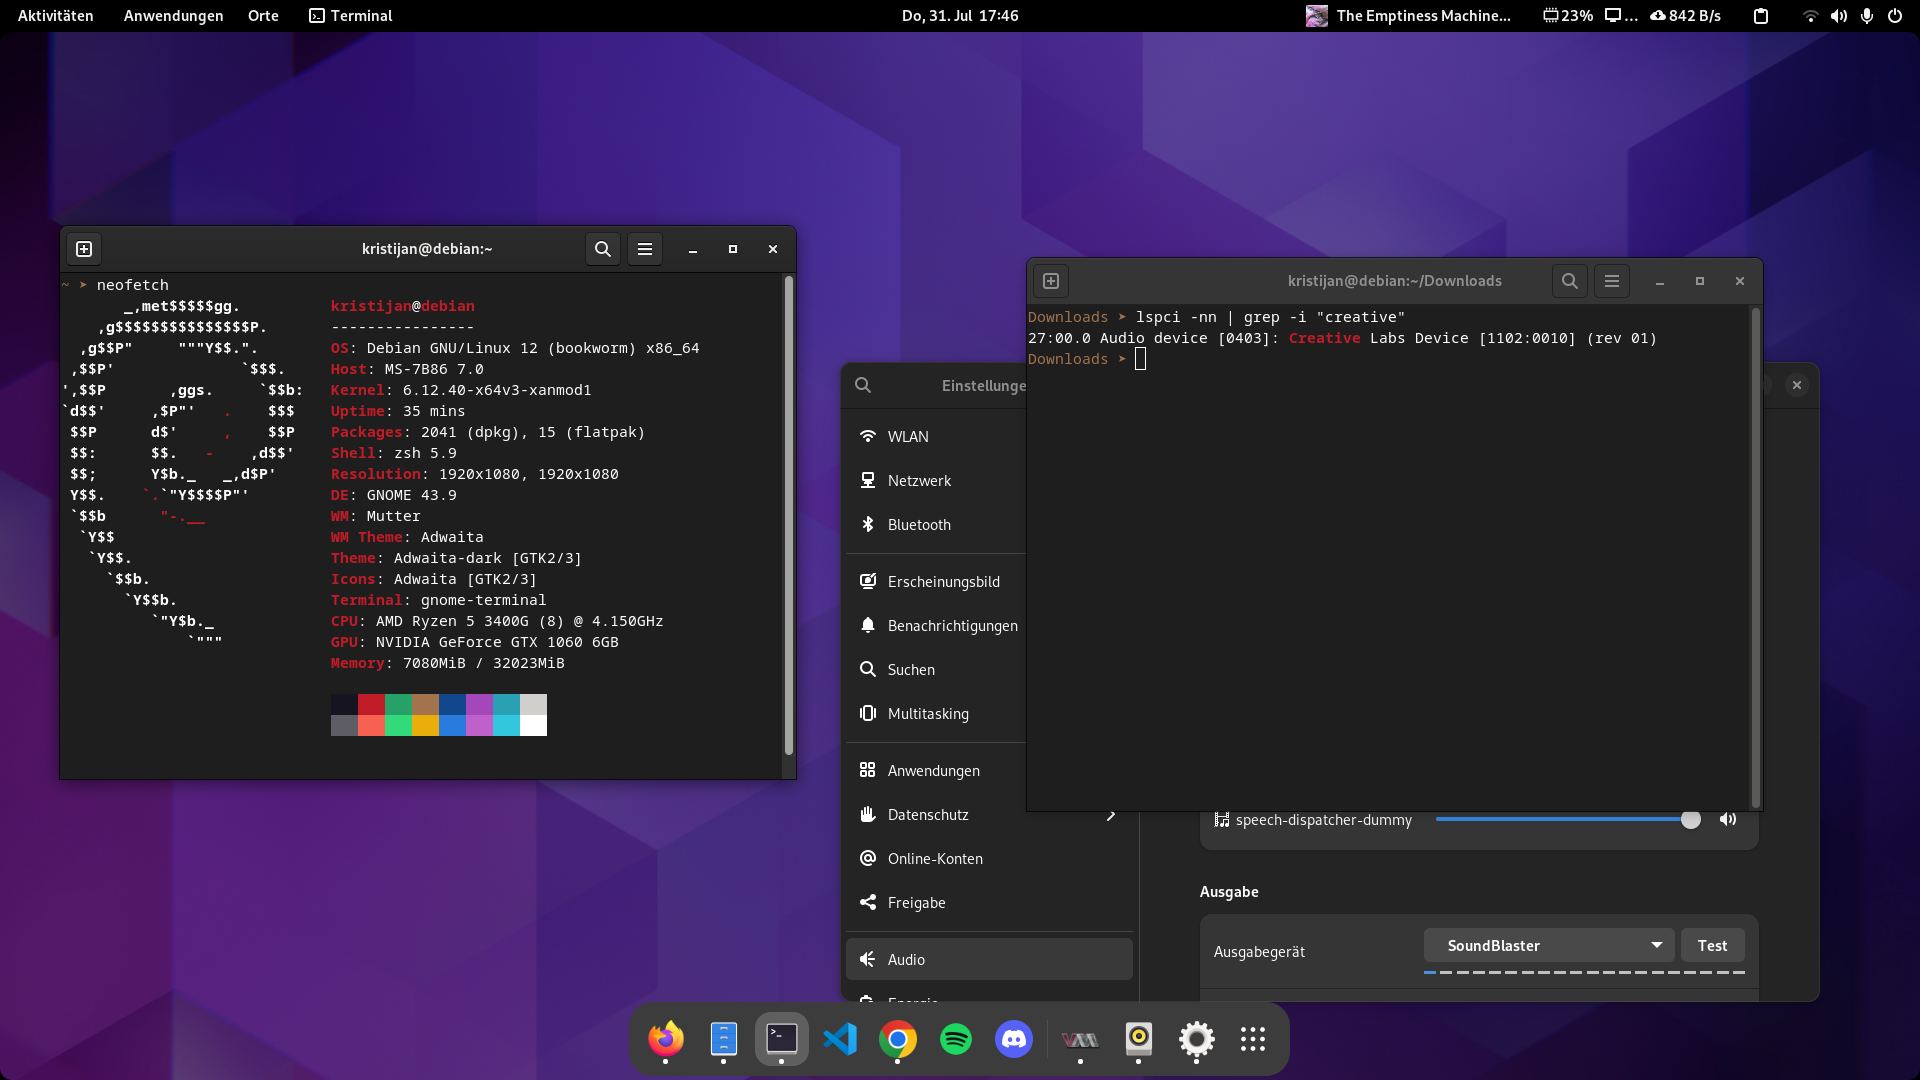 Aktivitäten Anwendungen Orte Terminal Do, 31. Jul 17:46 The Emptiness Machine... 23% ... 842 B/s
kristijan@debian:~
~ ➤ neofetch
_,met$$$$$gg.
,g$$$$$$$$$$$$$$$P.
,g$$P"     """Y$$.".
,$$P'              `$$$.
',$$P       ,ggs.     `$$b:
`d$$'     ,$P"'   .    $$$
$$P      d$'     ,    $$P
$$:      $$.   -    ,d$$'
$$;      Y$b._   _,d$P'
Y$$.    `.`"Y$$$$P"'
`$$b      "-.__
`Y$$
`Y$$.
`$$b.
`Y$$b.
`"Y$b._
`"""
kristijan@debian
----------------
OS: Debian GNU/Linux 12 (bookworm) x86_64
Host: MS-7B86 7.0
Kernel: 6.12.40-x64v3-xanmod1
Uptime: 35 mins
Packages: 2041 (dpkg), 15 (flatpak)
Shell: zsh 5.9
Resolution: 1920x1080, 1920x1080
DE: GNOME 43.9
WM: Mutter
WM Theme: Adwaita
Theme: Adwaita-dark [GTK2/3]
Icons: Adwaita [GTK2/3]
Terminal: gnome-terminal
CPU: AMD Ryzen 5 3400G (8) @ 4.150GHz
GPU: NVIDIA GeForce GTX 1060 6GB
Memory: 7080MiB / 32023MiB
kristijan@debian:~/Downloads
Downloads ➤ lspci -nn | grep -i "creative"
27:00.0 Audio device [0403]: Creative Labs Device [1102:0010] (rev 01)
Downloads ➤
Einstellunge
WLAN
Netzwerk
Bluetooth
Erscheinungsbild
Benachrichtigungen
Suchen
Multitasking
Anwendungen
Datenschutz
Online-Konten
Freigabe
Audio
Energie
speech-dispatcher-dummy
Ausgabe
Ausgabegerät SoundBlaster Test